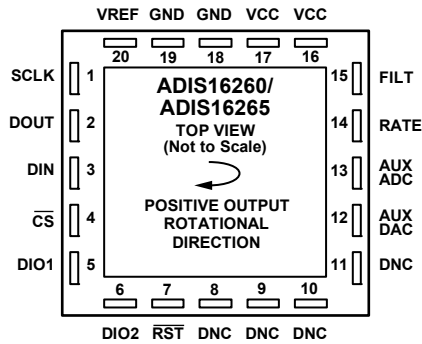 VREF GND GND VCC VCC
20 19 18 17 16
SCLK 1
DOUT 2
DIN 3
CS 4
DIO1 5
ADIS16260/
ADIS16265
TOP VIEW
(Not to Scale)
POSITIVE OUTPUT
ROTATIONAL
DIRECTION
15 FILT
14 RATE
13 AUX
ADC
12 AUX
DAC
11 DNC
6 7 8 9 10
DIO2 RST DNC DNC DNC